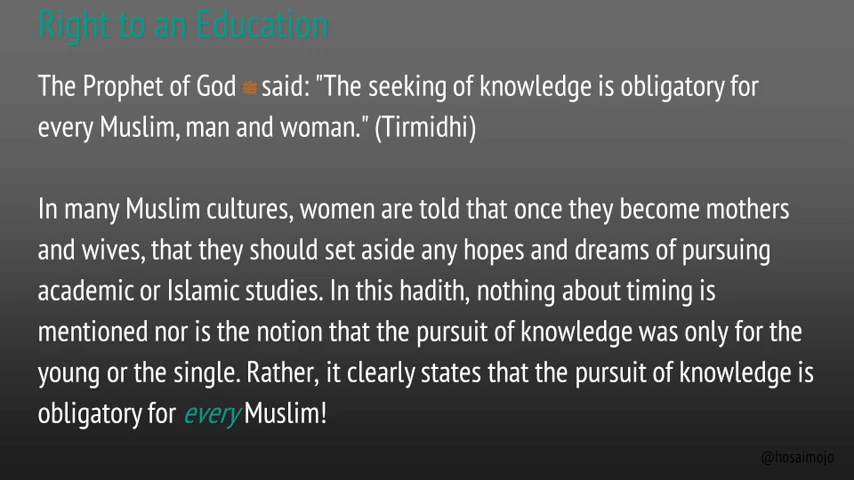 Right to an Education
The Prophet of God ﷺ said: "The seeking of knowledge is obligatory for
every Muslim, man and woman." (Tirmidhi)
In many Muslim cultures, women are told that once they become mothers
and wives, that they should set aside any hopes and dreams of pursuing
academic or Islamic studies. In this hadith, nothing about timing is
mentioned nor is the notion that the pursuit of knowledge was only for the
young or the single. Rather, it clearly states that the pursuit of knowledge is
obligatory for every Muslim!
@hosaimojo